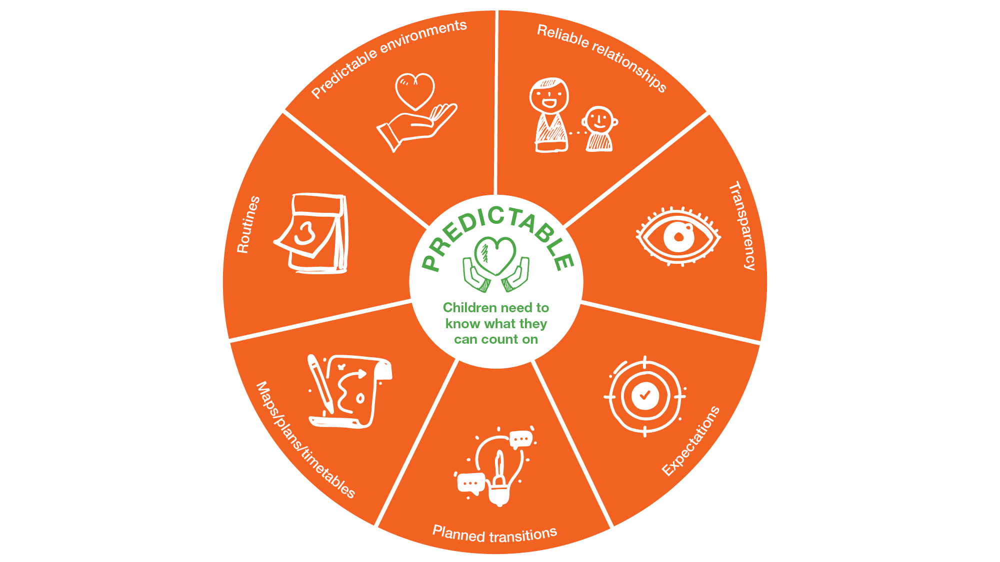 Predictable environments
Reliable relationships
Transparency
Expectations
Planned transitions
Maps/plans/timetables
Routines
3
PREDICTABLE
Children need to
know what they
can count on